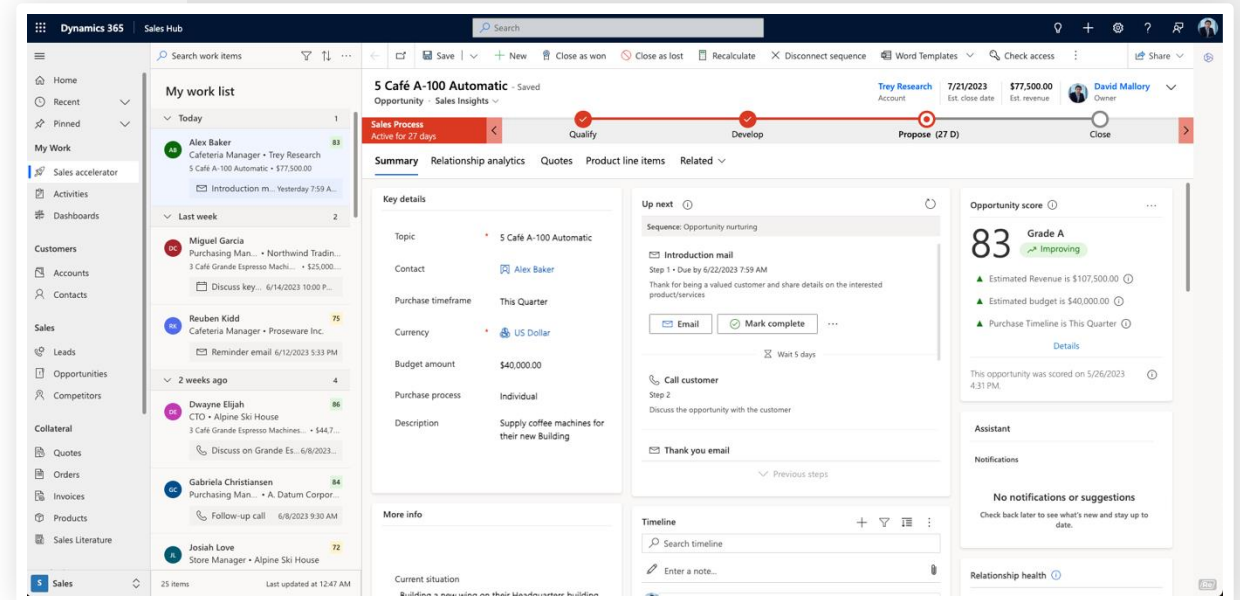 Dynamics 365 Sales Hub
Search
Home
Recent
Pinned
My Work
Sales accelerator
Activities
Dashboards
Customers
Accounts
Contacts
Sales
Leads
Opportunities
Competitors
Collateral
Quotes
Orders
Invoices
Products
Sales Literature
S Sales
Search work items
My work list
Today 1
AB Alex Baker 83
Cafeteria Manager • Trey Research
5 Café A-100 Automatic • $77,500.00
Introduction m... Yesterday 7:59 A...
Last week 2
DC Miguel Garcia
Purchasing Man... • Northwind Tradin...
3 Café Grande Espresso Machi... • $25,000....
Discuss key... 6/14/2023 10:00 P...
RK Reuben Kidd 75
Cafeteria Manager • Proseware Inc.
Reminder email 6/12/2023 5:33 PM
2 weeks ago 4
DE Dwayne Elijah 86
CTO • Alpine Ski House
3 Café Grande Espresso Machines... • $44,7...
Discuss on Grande Es... 6/8/2023...
GC Gabriela Christiansen 84
Purchasing Man... • A. Datum Corpor...
Follow-up call 6/8/2023 9:30 AM
JL Josiah Love 72
Store Manager • Alpine Ski House
25 items Last updated at 12:47 AM
Save New Close as won Close as lost Recalculate Disconnect sequence Word Templates Check access Share
5 Café A-100 Automatic - Saved
Opportunity · Sales Insights
Trey Research 7/21/2023 $77,500.00 David Mallory
Account Est. close date Est. revenue Owner
Sales Process
Active for 27 days
Qualify Develop Propose (27 D) Close
Summary Relationship analytics Quotes Product line items Related
Key details
Topic * 5 Café A-100 Automatic
Contact Alex Baker
Purchase timeframe This Quarter
Currency * US Dollar
Budget amount $40,000.00
Purchase process Individual
Description Supply coffee machines for
their new Building
More info
Current situation
Building a new wing on their Headquarters building
Up next
Sequence: Opportunity nurturing
Introduction mail
Step 1 • Due by 6/22/2023 7:59 AM
Thank for being a valued customer and share details on the interested
product/services
Email Mark complete
Wait 5 days
Call customer
Step 2
Discuss the opportunity with the customer
Thank you email
Previous steps
Timeline
Search timeline
Enter a note...
Opportunity score
83 Grade A
Improving
Estimated Revenue is $107,500.00
Estimated budget is $40,000.00
Purchase Timeline is This Quarter
Details
This opportunity was scored on 5/26/2023
4:31 PM.
Assistant
Notifications
No notifications or suggestions
Check back later to see what's new and stay up to
date.
Relationship health